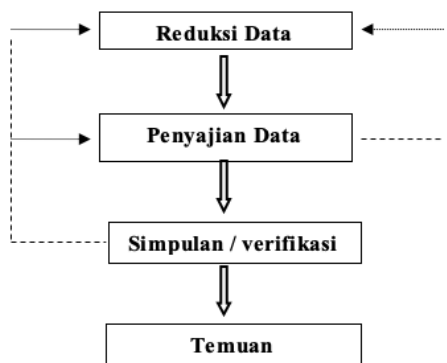 Reduksi Data
Penyajian Data
Simpulan / verifikasi
Temuan